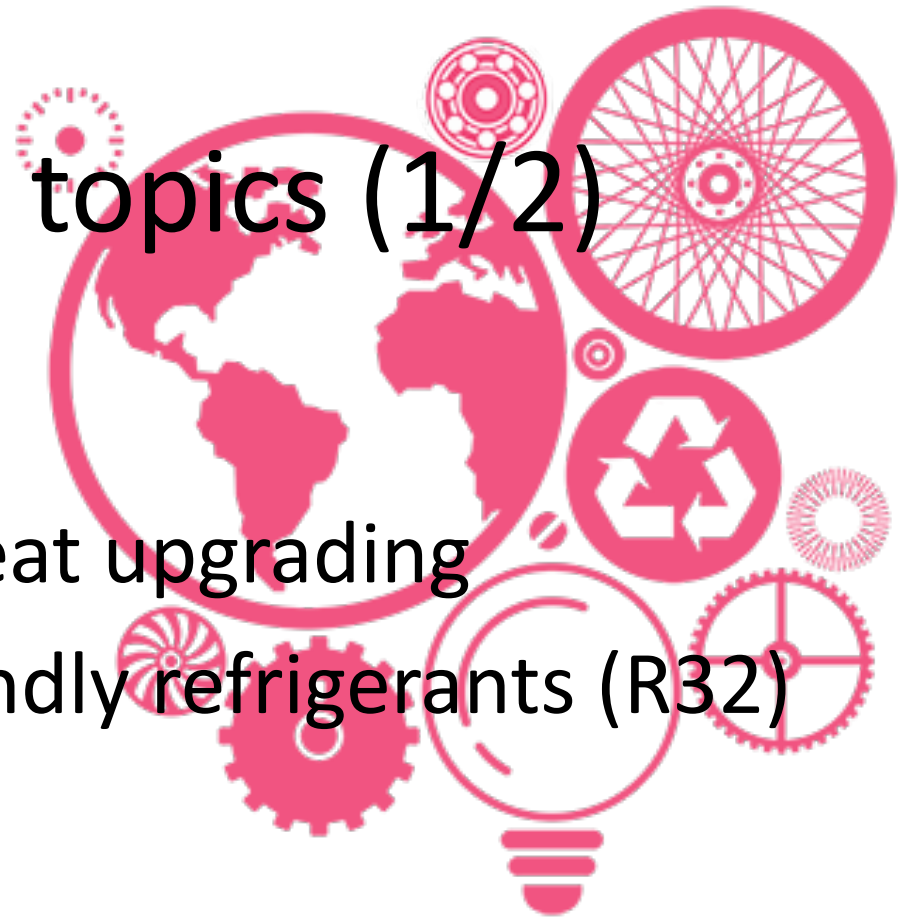 topics (1/2)
eat upgrading
ndly refrigerants (R32)